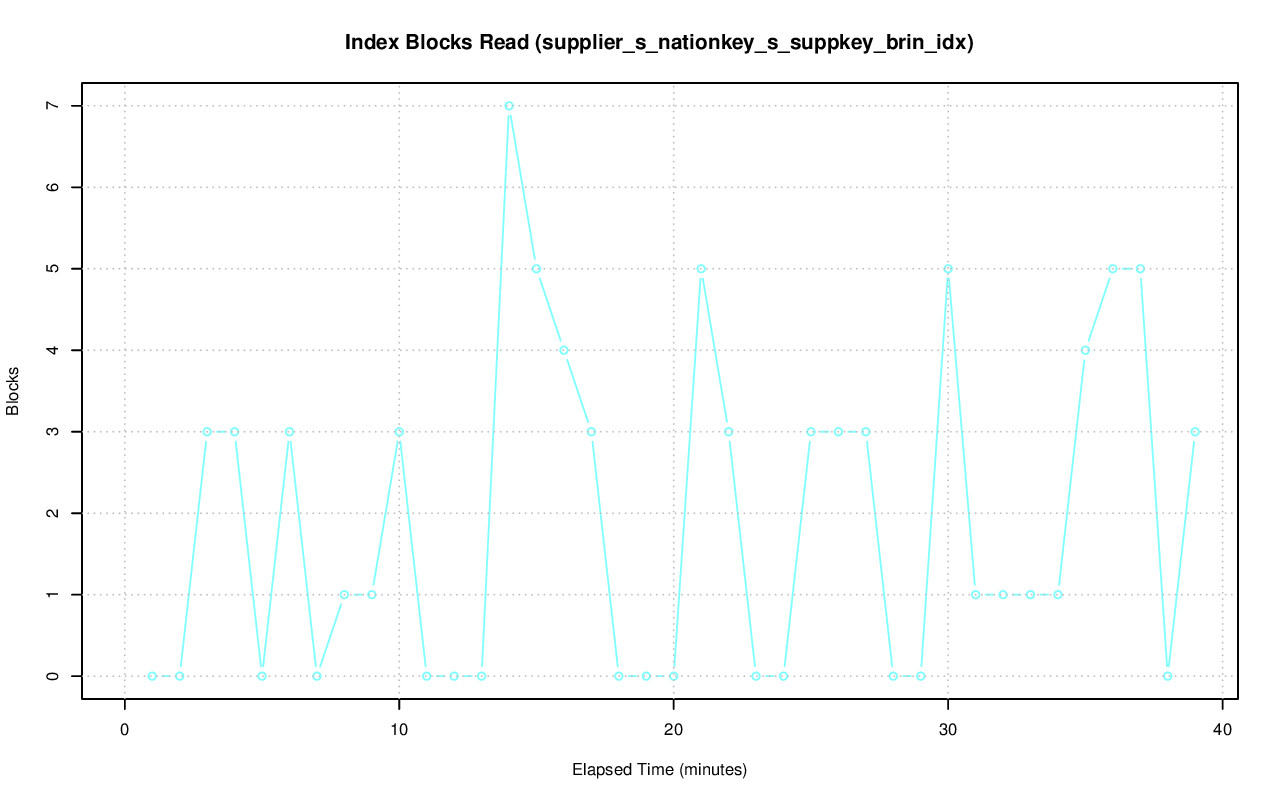 Index Blocks Read (supplier_s_nationkey_s_suppkey_brin_idx)
7
6
5
4
3
2
1
0
Blocks
0 10 20 30 40
Elapsed Time (minutes)